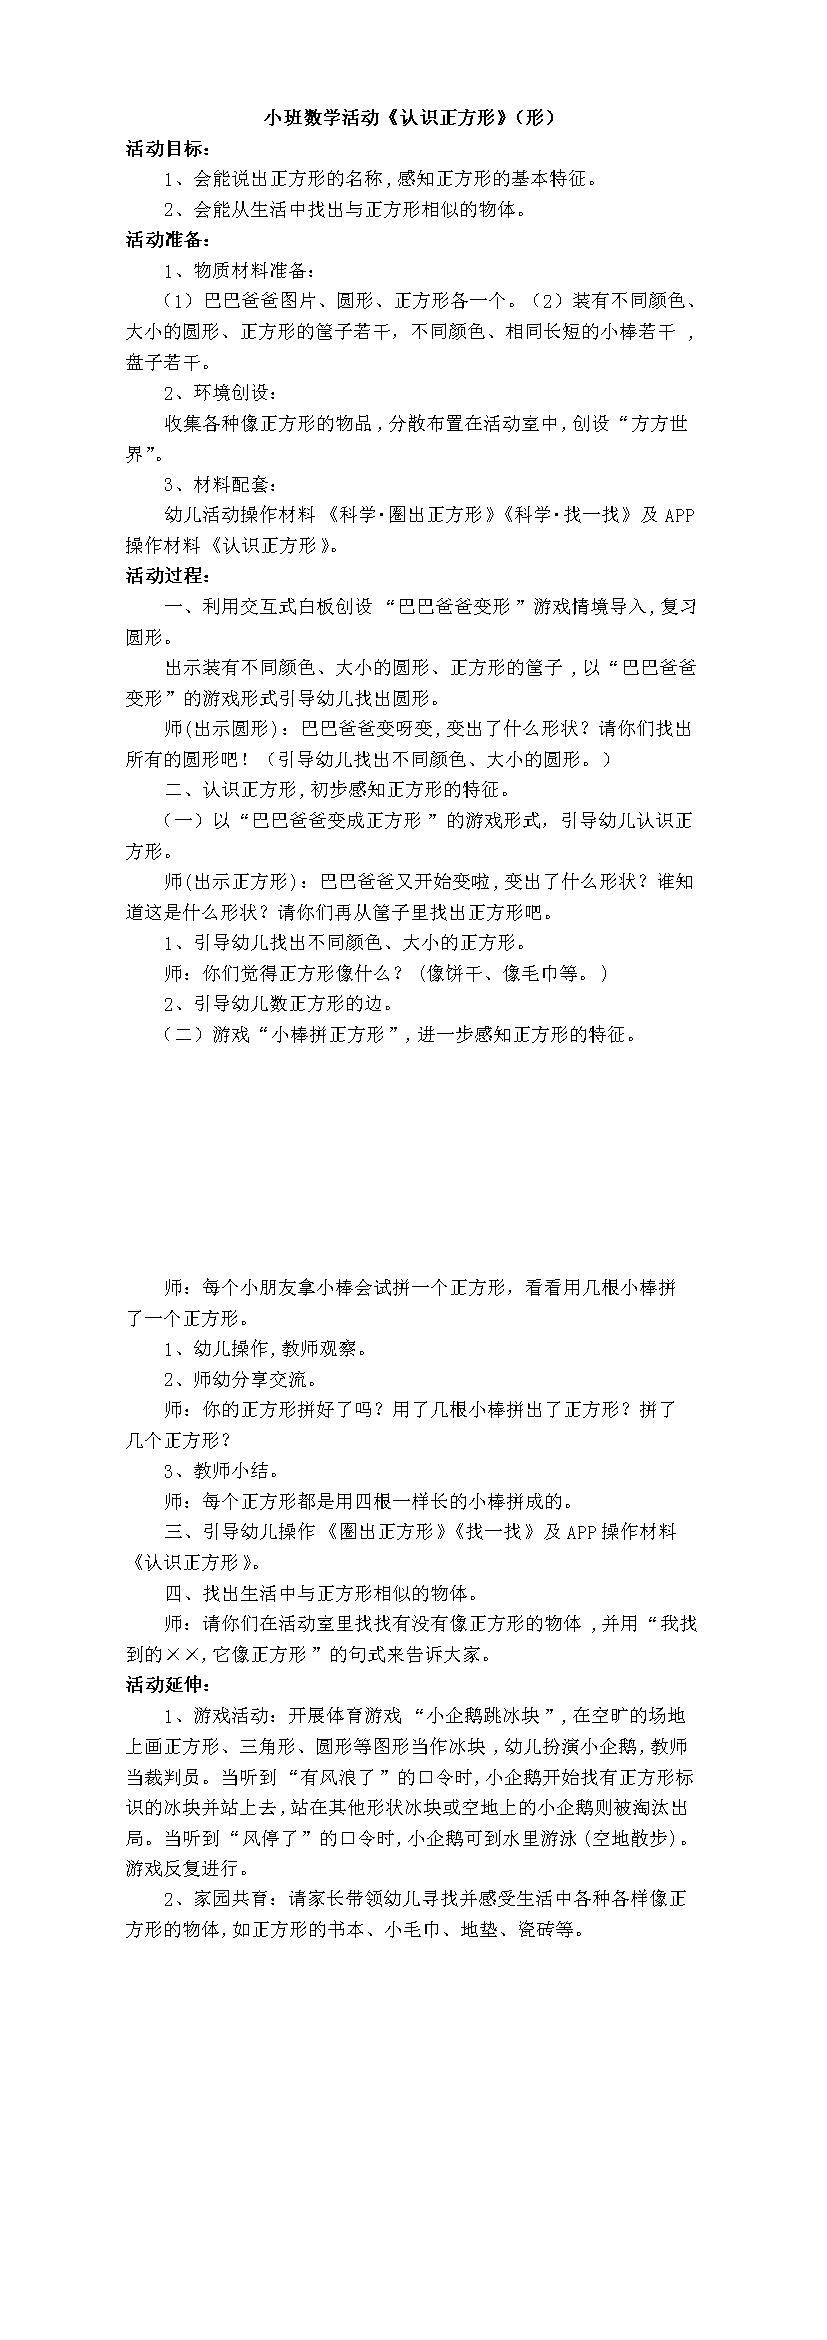 小班数学活动《认识正方形》（形）
活动目标：
1、会能说出正方形的名称,感知正方形的基本特征。
2、会能从生活中找出与正方形相似的物体。
活动准备：
1、物质材料准备：
（1）巴巴爸爸图片、圆形、正方形各一个。（2）装有不同颜色、
大小的圆形、正方形的筐子若干，不同颜色、相同长短的小棒若干 ,
盘子若干。
2、环境创设：
收集各种像正方形的物品,分散布置在活动室中,创设“方方世
界”。
3、材料配套：
幼儿活动操作材料《科学·圈出正方形》《科学·找一找》及 APP
操作材料《认识正方形》。
活动过程：
一、利用交互式白板创设 “巴巴爸爸变形”游戏情境导入,复习
圆形。
出示装有不同颜色、大小的圆形、正方形的筐子 ,以“巴巴爸爸
变形”的游戏形式引导幼儿找出圆形。
师(出示圆形)：巴巴爸爸变呀变,变出了什么形状？请你们找出
所有的圆形吧！（引导幼儿找出不同颜色、大小的圆形。）
二、认识正方形,初步感知正方形的特征。
（一）以“巴巴爸爸变成正方形 ”的游戏形式，引导幼儿认识正
方形。
师(出示正方形)：巴巴爸爸又开始变啦,变出了什么形状？谁知
道这是什么形状？请你们再从筐子里找出正方形吧。
1、引导幼儿找出不同颜色、大小的正方形。
师：你们觉得正方形像什么？(像饼干、像毛巾等。)
2、引导幼儿数正方形的边。
（二）游戏“小棒拼正方形”,进一步感知正方形的特征。
师：每个小朋友拿小棒会试拼一个正方形，看看用几根小棒拼
了一个正方形。
1、幼儿操作,教师观察。
2、师幼分享交流。
师：你的正方形拼好了吗？用了几根小棒拼出了正方形？拼了
几个正方形？
3、教师小结。
师：每个正方形都是用四根一样长的小棒拼成的。
三、引导幼儿操作《圈出正方形》《找一找》及 APP 操作材料
《认识正方形》。
四、找出生活中与正方形相似的物体。
师：请你们在活动室里找找有没有像正方形的物体 ,并用“我找
到的××,它像正方形”的句式来告诉大家。
活动延伸：
1、游戏活动：开展体育游戏 “小企鹅跳冰块”,在空旷的场地
上画正方形、三角形、圆形等图形当作冰块 ,幼儿扮演小企鹅,教师
当裁判员。当听到“有风浪了”的口令时,小企鹅开始找有正方形标
识的冰块并站上去,站在其他形状冰块或空地上的小企鹅则被淘汰出
局。当听到“风停了”的口令时,小企鹅可到水里游泳(空地散步)。
游戏反复进行。
2、家园共育：请家长带领幼儿寻找并感受生活中各种各样像正
方形的物体,如正方形的书本、小毛巾、地垫、瓷砖等。